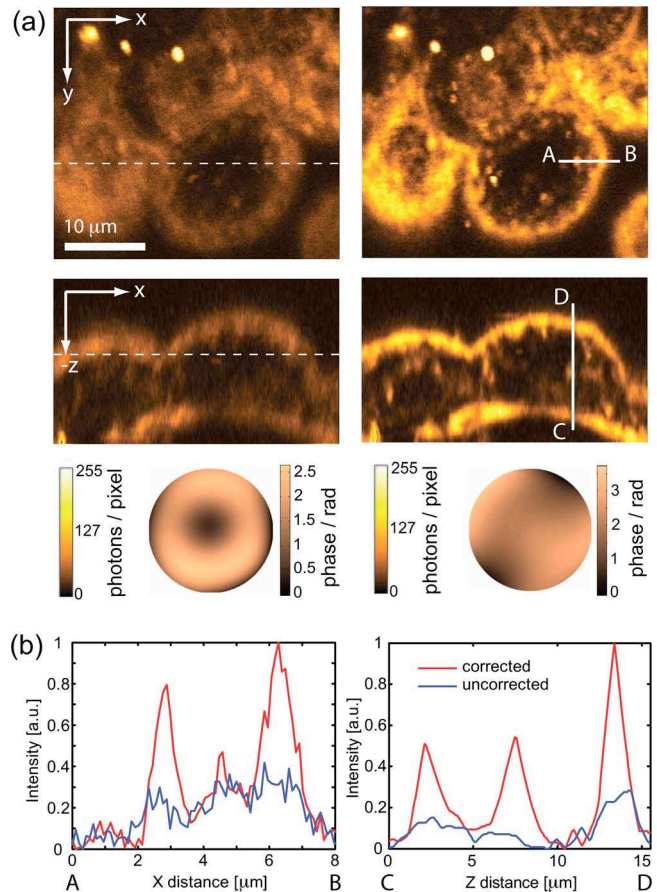 (a)
x
y
10 μm
A B
x
-z
D
C
255
127
0
photons / pixel
2.5
2
1.5
1
0.5
0
phase / rad
255
127
0
photons / pixel
3
2
1
0
phase / rad
(b)
1
0.8
0.6
0.4
0.2
0
Intensity [a.u.]
0 2 4 6 8
A X distance [μm] B
1
0.8
0.6
0.4
0.2
0
Intensity [a.u.]
corrected
uncorrected
0 5 10 15
C Z distance [μm] D